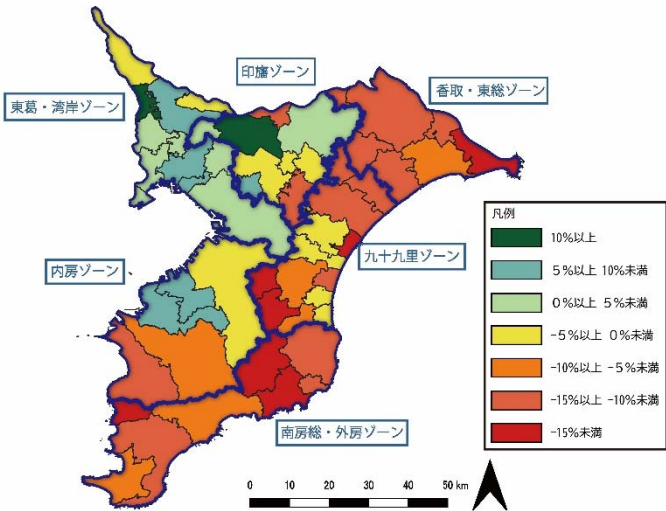 印旛ゾーン
香取・東総ゾーン
東葛・湾岸ゾーン
凡例
10%以上
5%以上 10%未満
0%以上 5%未満
-5%以上 0%未満
-10%以上 -5%未満
-15%以上 -10%未満
-15%未満
九十九里ゾーン
内房ゾーン
南房総・外房ゾーン
0 10 20 30 40 50 km